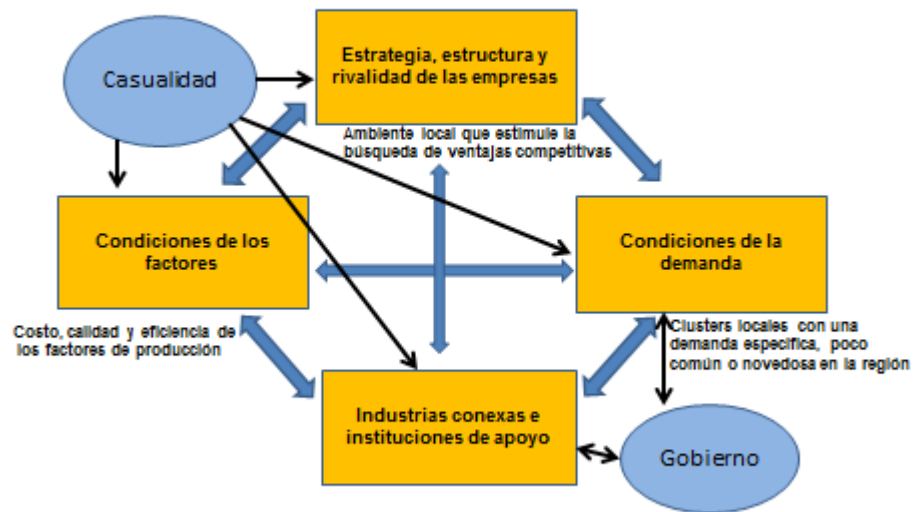 Casualidad
Estrategia, estructura y
rivalidad de las empresas
Ambiente local que estimule la
búsqueda de ventajas competitivas
Condiciones de los
factores
Condiciones de la
demanda
Costo, calidad y eficiencia de
los factores de producción
Clusters locales con una
demanda especifica, poco
común o novedosa en la región
Industrias conexas e
instituciones de apoyo
Gobierno